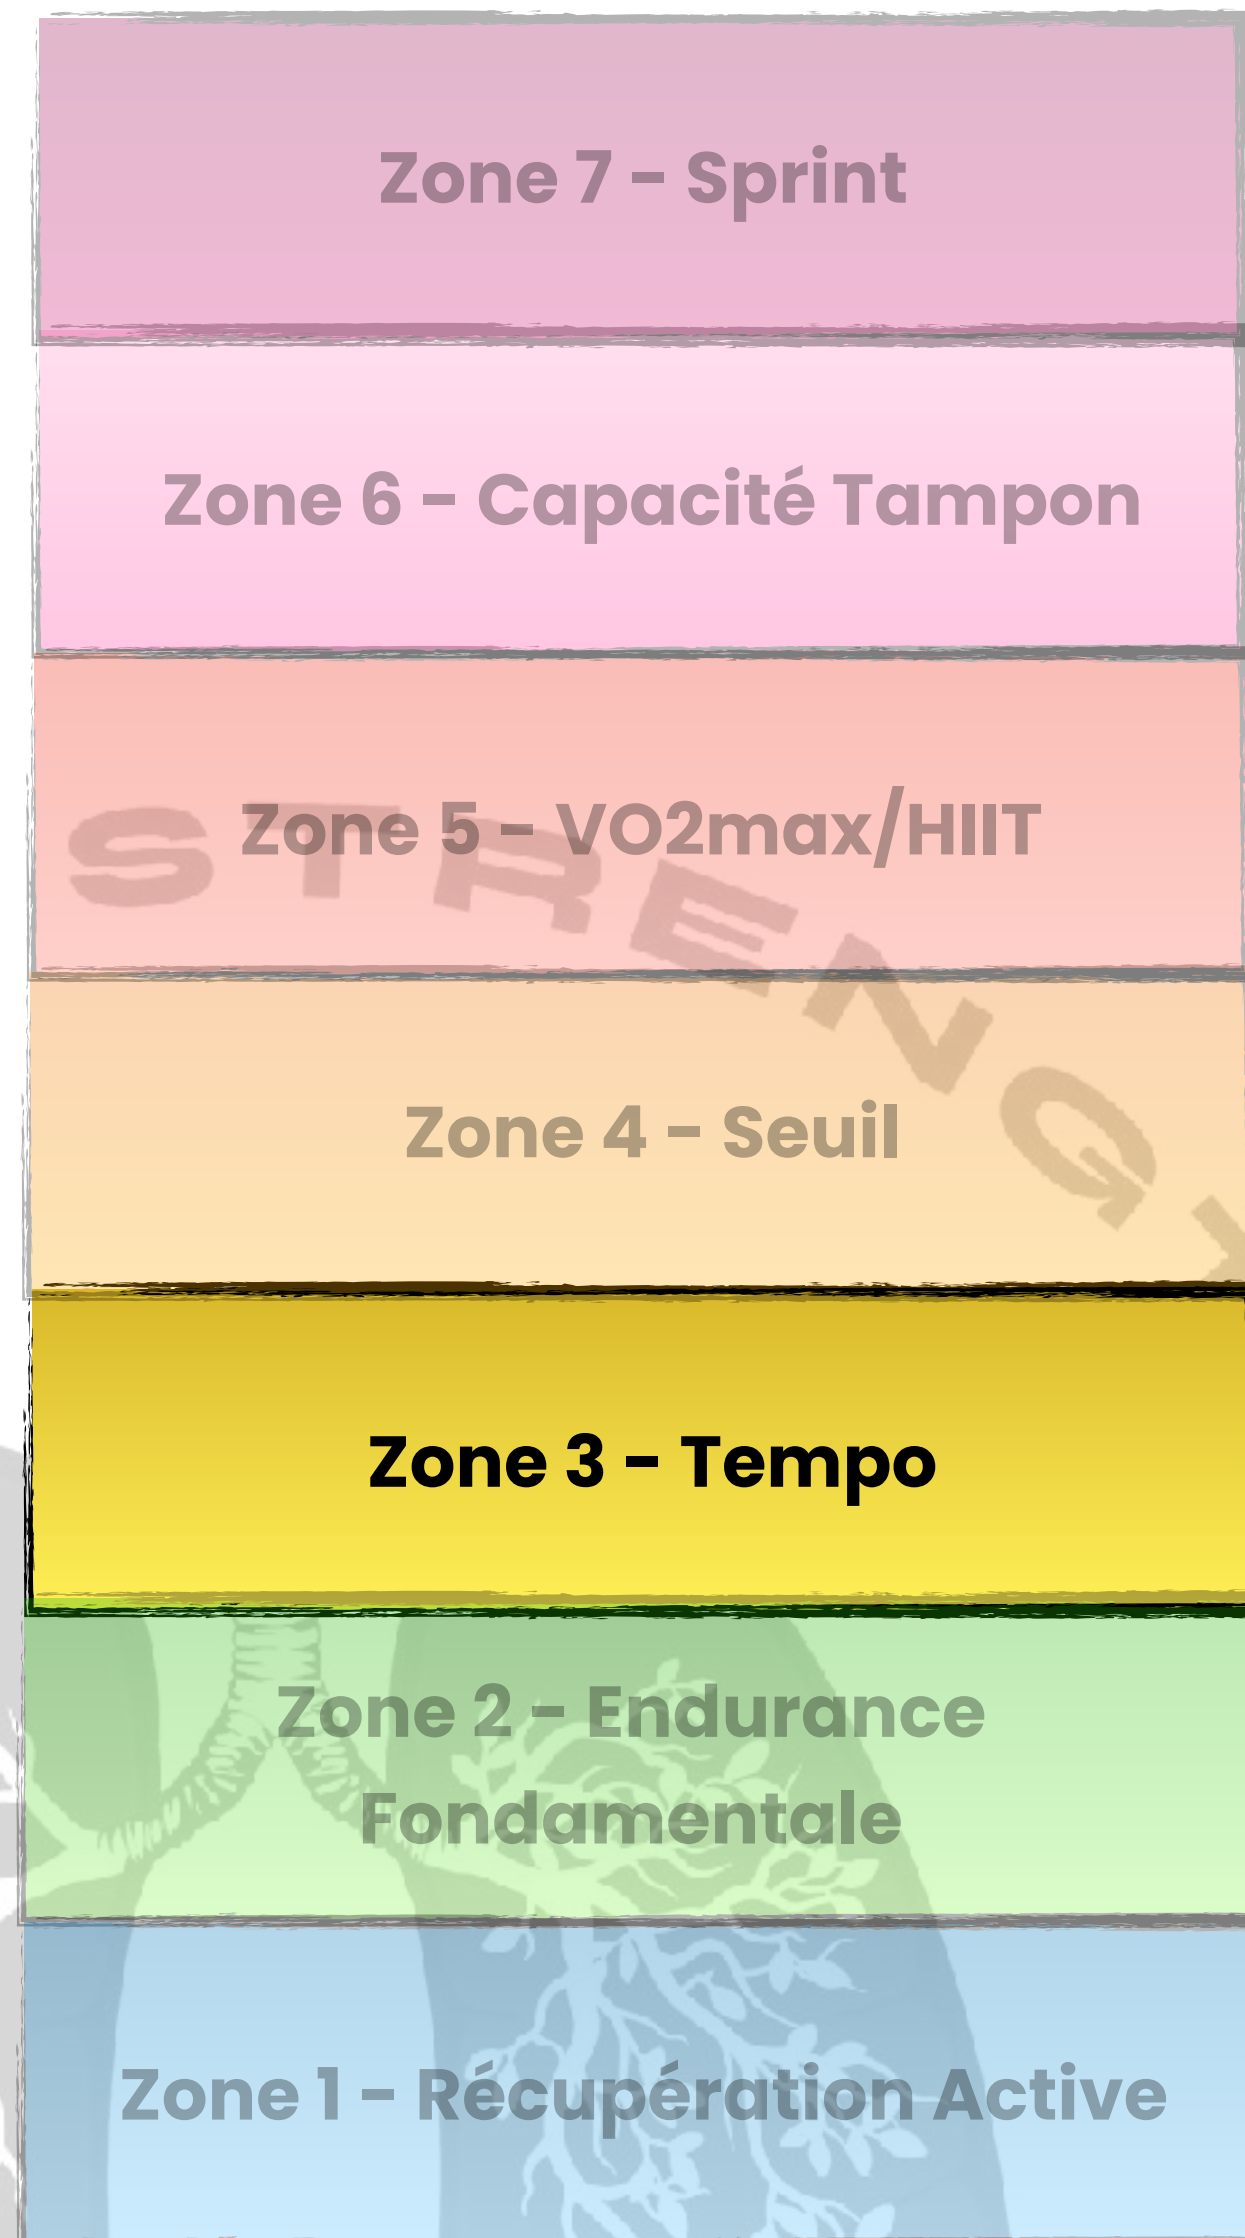 Zone 7 - Sprint
Zone 6 - Capacité Tampon
Zone 5 - VO2max/HIIT
STRENGT
Zone 4 - Seuil
Zone 3 - Tempo
Zone 2 - Endurance
Fondamentale
Zone 1 - Récupération Active